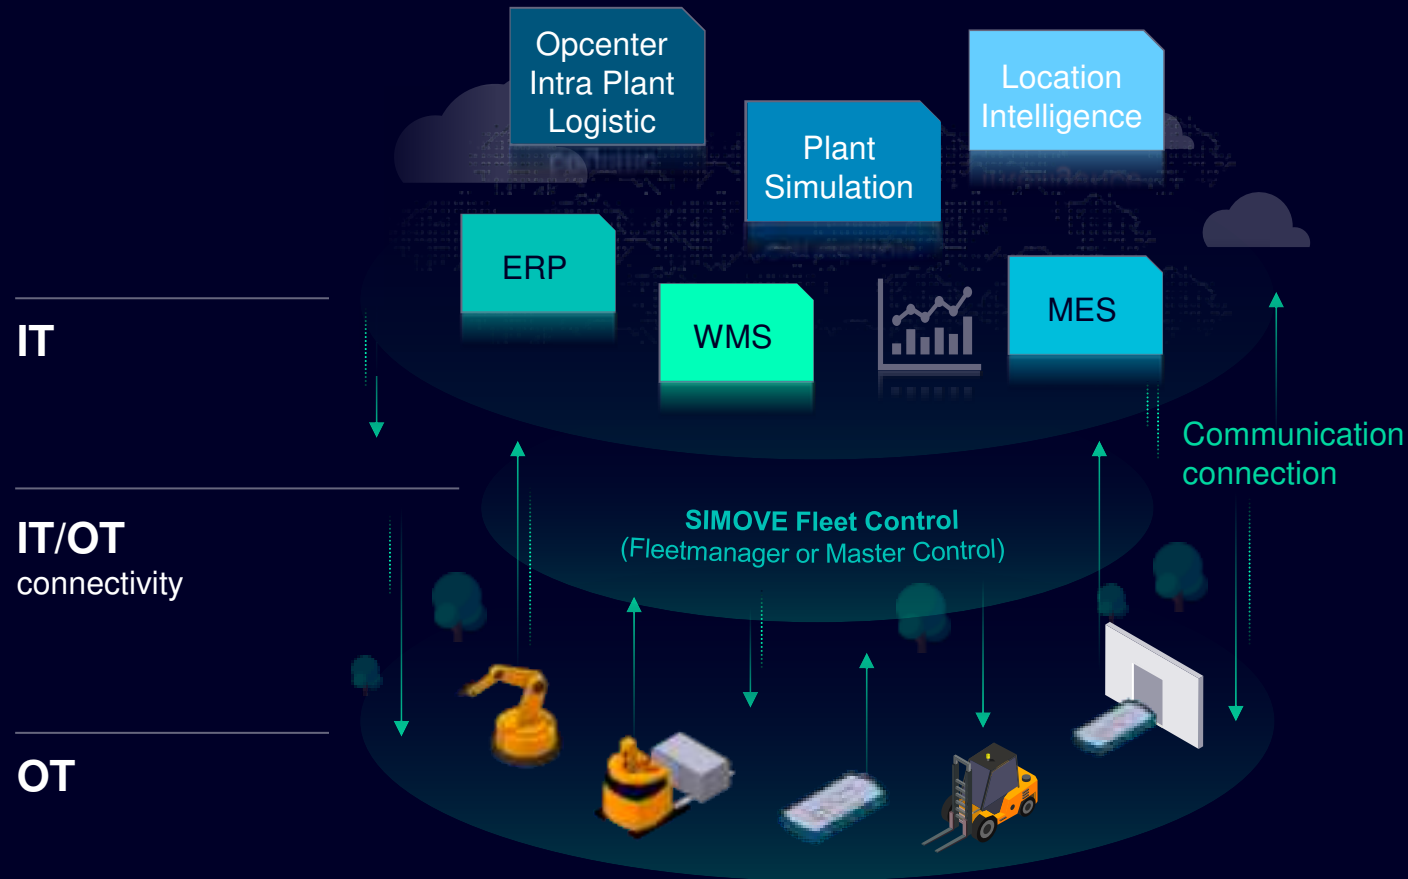 Opcenter
Intra Plant
Logistic
Location
Intelligence
Plant
Simulation
ERP
WMS
MES
IT
Communication
connection
IT/OT
connectivity
SIMOVE Fleet Control
(Fleetmanager or Master Control)
OT